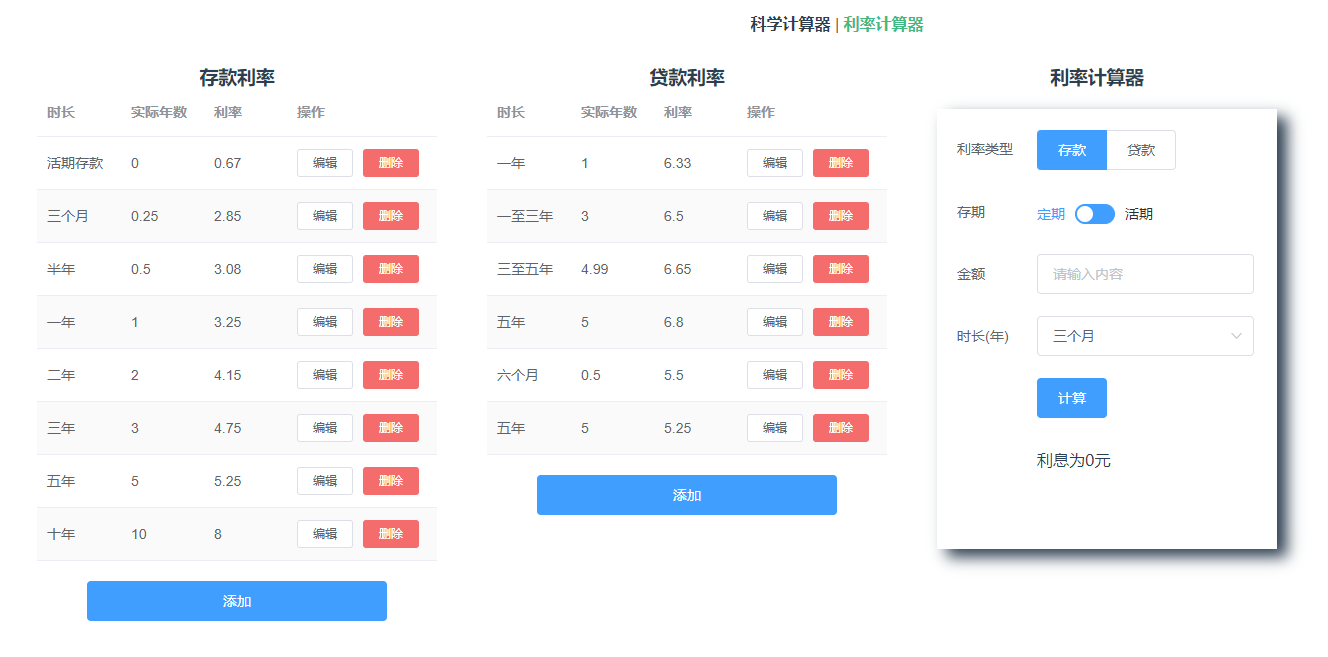 科学计算器 | 利率计算器
存款利率
时长 实际年数 利率 操作
活期存款 0 0.67 编辑 删除
三个月 0.25 2.85 编辑 删除
半年 0.5 3.08 编辑 删除
一年 1 3.25 编辑 删除
二年 2 4.15 编辑 删除
三年 3 4.75 编辑 删除
五年 5 5.25 编辑 删除
十年 10 8 编辑 删除
添加
贷款利率
时长 实际年数 利率 操作
一年 1 6.33 编辑 删除
一至三年 3 6.5 编辑 删除
三至五年 4.99 6.65 编辑 删除
五年 5 6.8 编辑 删除
六个月 0.5 5.5 编辑 删除
五年 5 5.25 编辑 删除
添加
利率计算器
利率类型 存款 贷款
存期 定期 活期
金额 请输入内容
时长(年) 三个月
计算
利息为0元